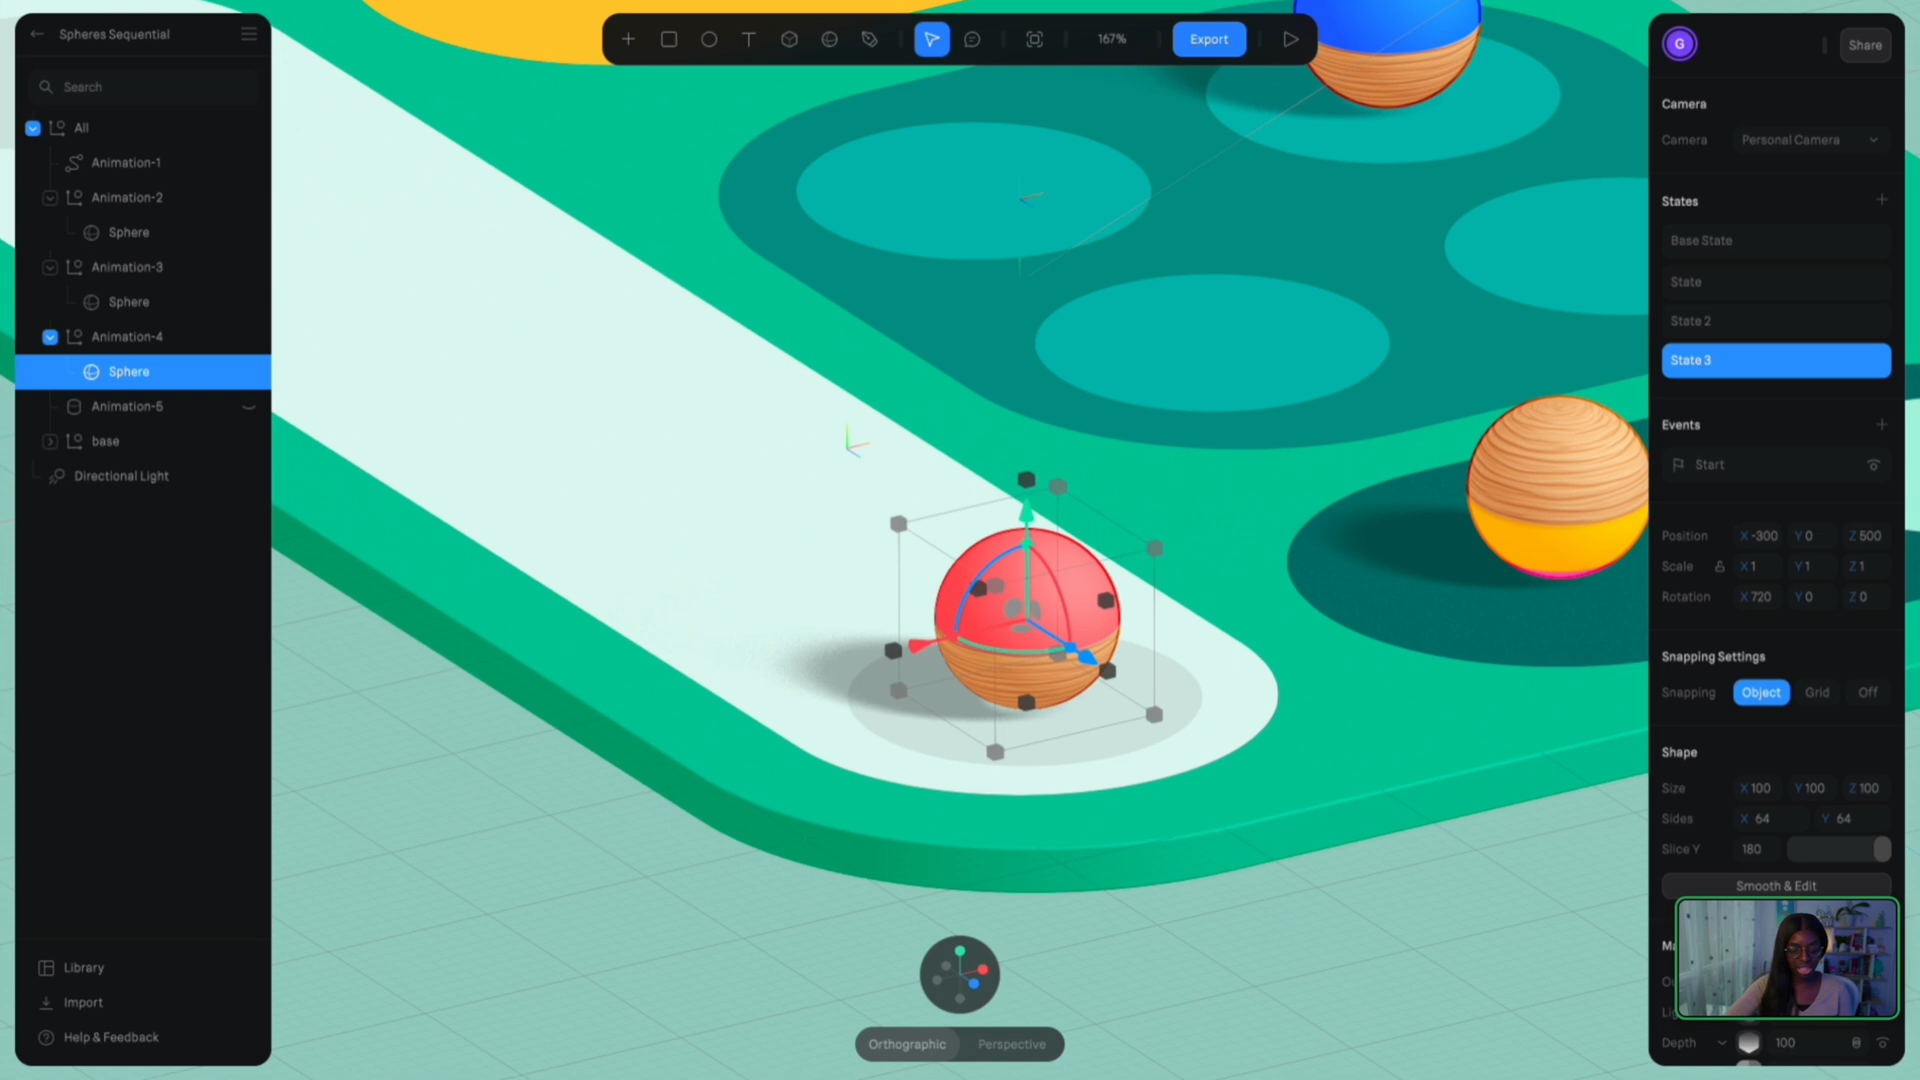 Spheres Sequential
Search
All
Animation-1
Animation-2
Sphere
Animation-3
Sphere
Animation-4
Sphere
Animation-5
base
Directional Light
Library
Import
Help & Feedback
T
167%
Export
Orthographic
Perspective
G
Share
Camera
Camera Personal Camera
States
Base State
State
State 2
State 3
Events
Start
Position X -300 Y 0 Z 500
Scale X 1 Y 1 Z 1
Rotation X 720 Y 0 Z 0
Snapping Settings
Snapping Object Grid Off
Shape
Size X 100 Y 100 Z 100
Sides X 64 Y 64
Slice Y 180
Smooth & Edit
Depth 100